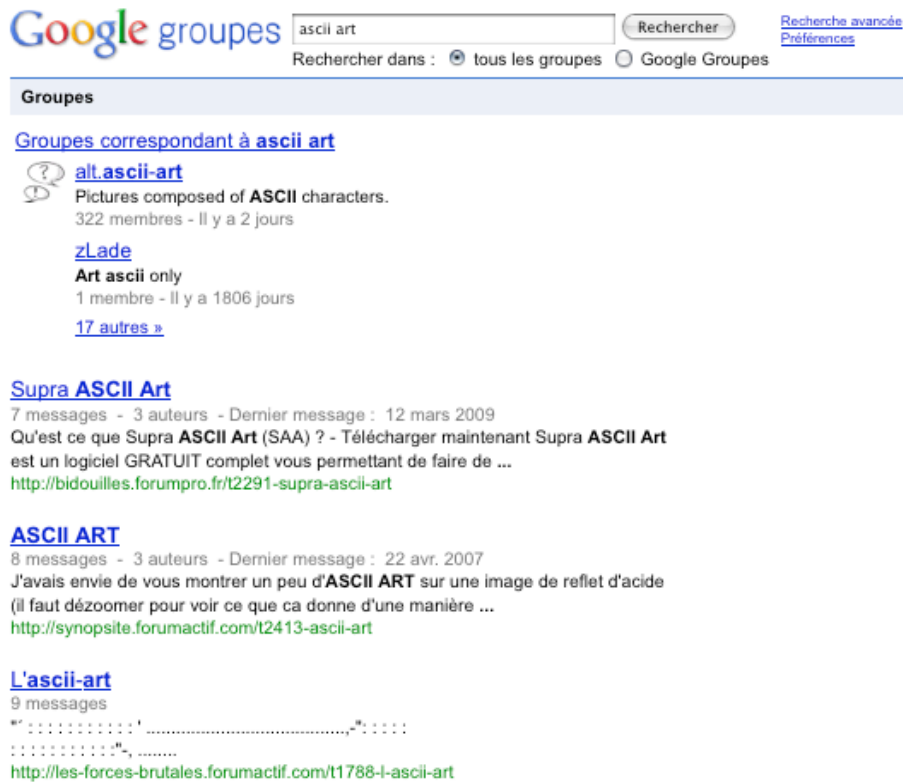 Google groupes
ascii art
Rechercher
Recherche avancée
Préférences
Rechercher dans : tous les groupes Google Groupes
Groupes
Groupes correspondant à ascii art
alt.ascii-art
Pictures composed of ASCII characters.
322 membres - Il y a 2 jours
zLade
Art ascii only
1 membre - Il y a 1806 jours
17 autres »
Supra ASCII Art
7 messages - 3 auteurs - Dernier message : 12 mars 2009
Qu'est ce que Supra ASCII Art (SAA) ? - Télécharger maintenant Supra ASCII Art
est un logiciel GRATUIT complet vous permettant de faire de ...
http://bidouilles.forumpro.fr/t2291-supra-ascii-art
ASCII ART
8 messages - 3 auteurs - Dernier message : 22 avr. 2007
J'avais envie de vous montrer un peu d'ASCII ART sur une image de reflet d'acide
(il faut dézoomer pour voir ce que ca donne d'une manière ...
http://synopsite.forumactif.com/t2413-ascii-art
L'ascii-art
9 messages
"´ : : : : : : : : : : : ' ..........................................,-" : : : : :
: : : : : : : : : : :"-, ........
http://les-forces-brutales.forumactif.com/t1788-l-ascii-art